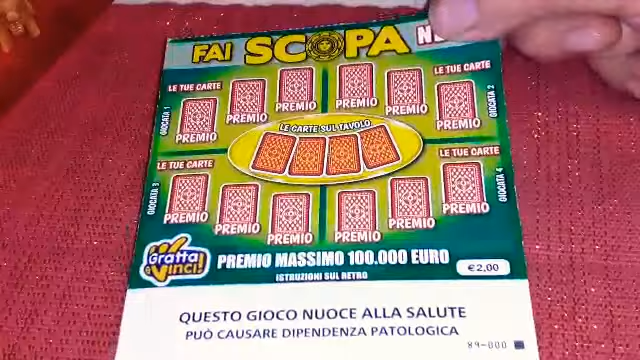 FAI SCOPA N
LE TUE CARTE
LE TUE CARTE
GIOCATA 1
PREMIO
PREMIO
PREMIO
PREMIO
PREMIO
PREMIO
GIOCATA 2
LE CARTE SUL TAVOLO
LE TUE CARTE
LE TUE CARTE
GIOCATA 3
PREMIO
PREMIO
PREMIO
PREMIO
PREMIO
PREMIO
GIOCATA 4
Gratta e Vinci!
PREMIO MASSIMO 100.000 EURO
€2,00
ISTRUZIONI SUL RETRO
QUESTO GIOCO NUOCE ALLA SALUTE
PUÒ CAUSARE DIPENDENZA PATOLOGICA
89-000